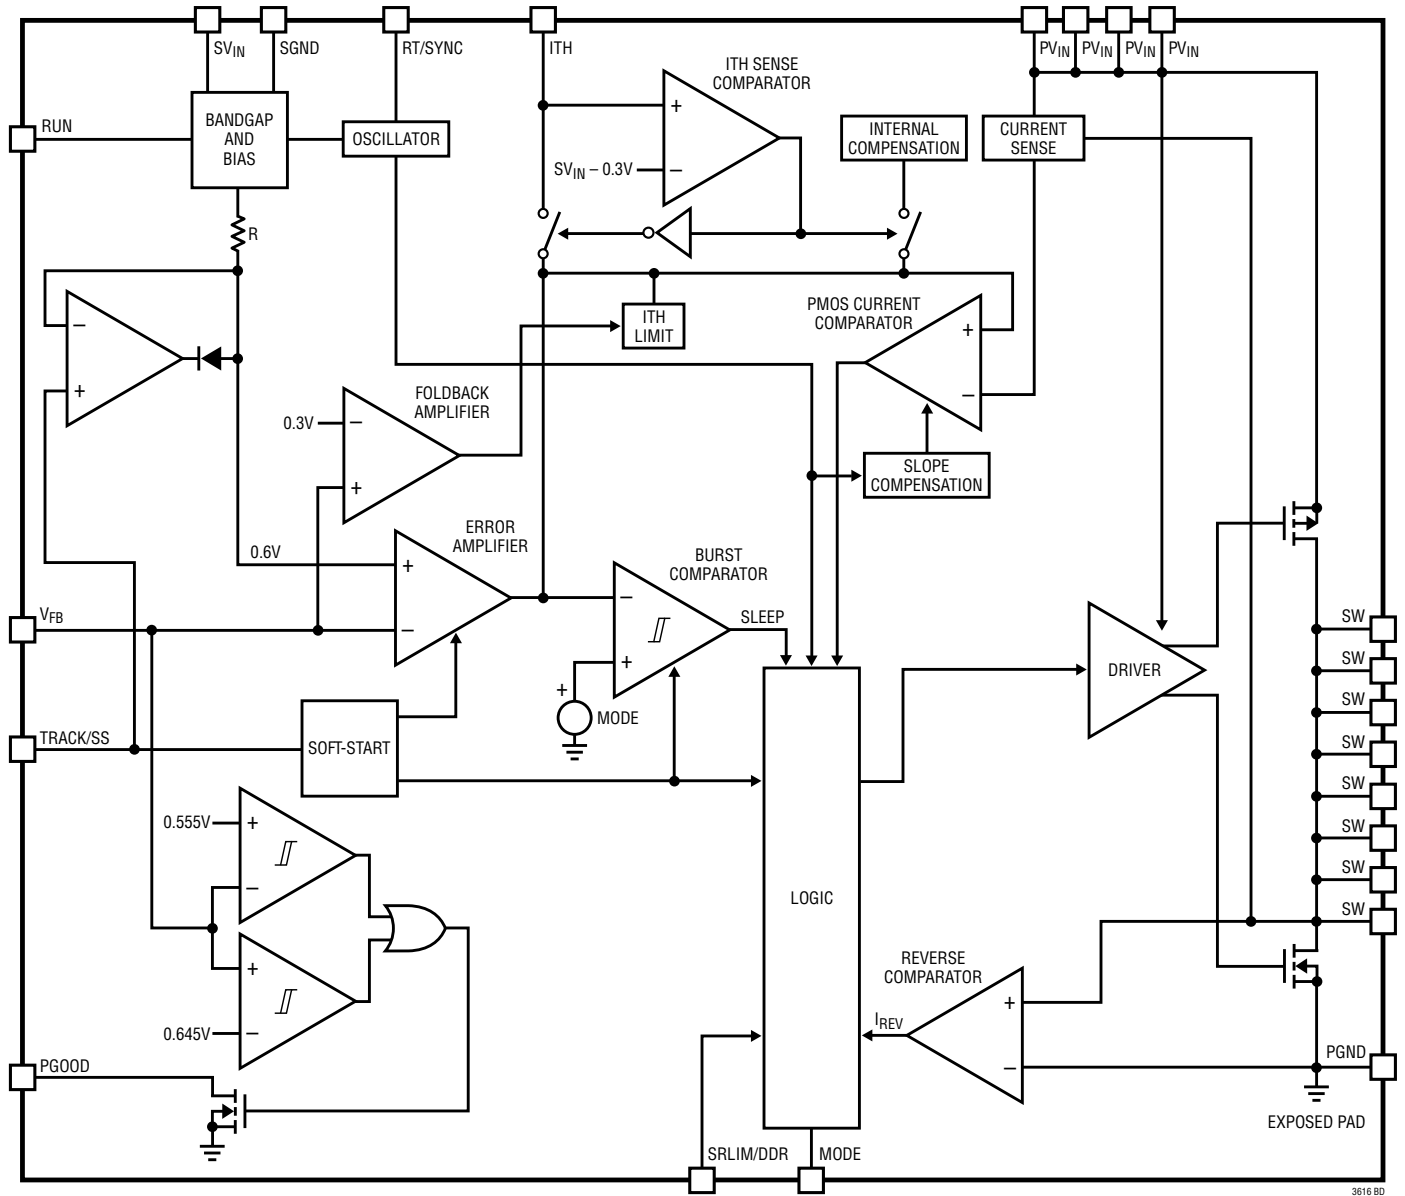 SVIN
SGND
RT/SYNC
ITH
PVIN
PVIN
PVIN
PVIN
ITH SENSE
COMPARATOR
RUN
BANDGAP
AND
BIAS
OSCILLATOR
+
SVIN – 0.3V
–
INTERNAL
COMPENSATION
CURRENT
SENSE
R
–
+
ITH
LIMIT
PMOS CURRENT
COMPARATOR
+
–
FOLDBACK
AMPLIFIER
0.3V
–
+
SLOPE
COMPENSATION
ERROR
AMPLIFIER
0.6V
+
–
BURST
COMPARATOR
–
+
SLEEP
VFB
+
MODE
DRIVER
SW
SW
SW
SW
SW
SW
SW
SW
TRACK/SS
SOFT-START
0.555V
+
–
+
0.645V
–
LOGIC
REVERSE
COMPARATOR
+
–
IREV
PGOOD
PGND
EXPOSED PAD
SRLIM/DDR
MODE
3616 BD